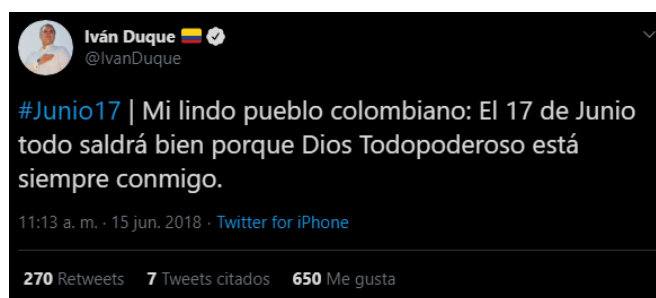 Iván Duque 🇨🇴
@IvanDuque
#Junio17 | Mi lindo pueblo colombiano: El 17 de Junio
todo saldrá bien porque Dios Todopoderoso está
siempre conmigo.
11:13 a. m. · 15 jun. 2018 · Twitter for iPhone
270 Retweets 7 Tweets citados 650 Me gusta